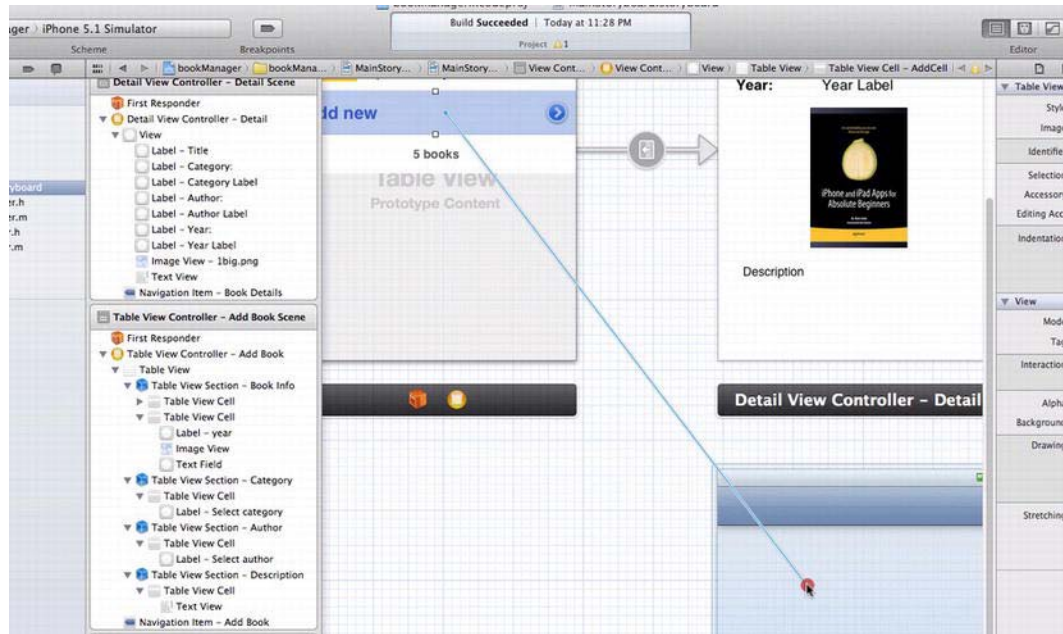 Build Succeeded | Today at 11:28 PM
Project 1
ger › iPhone 5.1 Simulator
Scheme
Breakpoints
Editor
bookManager › bookMana... › MainStory... › MainStory... › View Cont... › View Cont... › View › Table View › Table View Cell – AddCell
Detail View Controller – Detail Scene
First Responder
Detail View Controller – Detail
View
Label – Title
Label – Category:
Label – Category Label
Label – Author:
Label – Author Label
Label – Year:
Label – Year Label
Image View – 1big.png
Text View
Navigation Item – Book Details
Table View Controller – Add Book Scene
First Responder
Table View Controller – Add Book
Table View
Table View Section – Book Info
Table View Cell
Table View Cell
Label – year
Image View
Text Field
Table View Section – Category
Table View Cell
Label – Select category
Table View Section – Author
Table View Cell
Label – Select author
Table View Section – Description
Table View Cell
Text View
Navigation Item – Add Book
yboard
er.h
er.m
r.h
r.m
dd new
5 books
Table View
Prototype Content
Year: Year Label
iPhone and iPad Apps for
Absolute Beginners
Description
Detail View Controller – Detail
Table View
Style
Image
Identifie
Selection
Accessory
Editing Acc
Indentation
View
Mode
Tag
Interaction
Alpha
Background
Drawing
Stretching